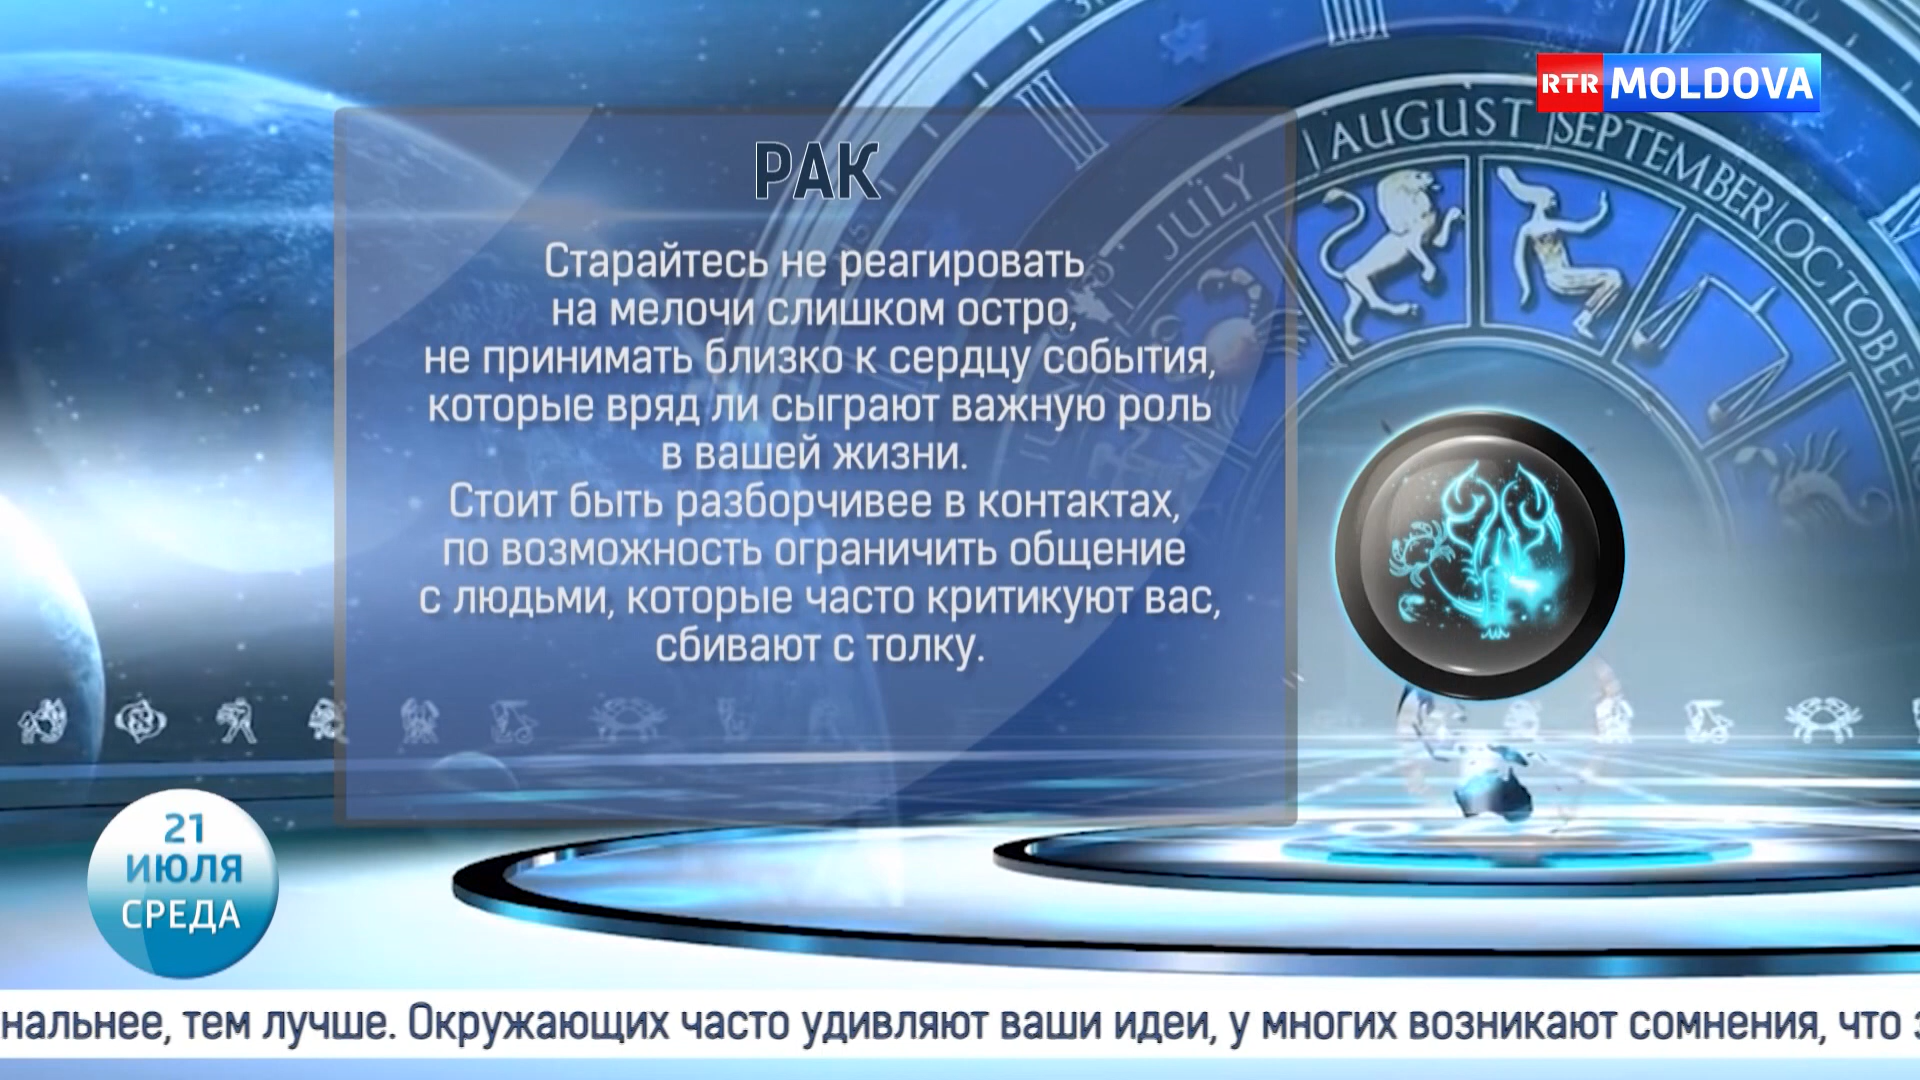 RTR MOLDOVA
JULY AUGUST SEPTEMBER OCTOBER
РАК
Старайтесь не реагировать
на мелочи слишком остро,
не принимать близко к сердцу события,
которые вряд ли сыграют важную роль
в вашей жизни.
Стоит быть разборчивее в контактах,
по возможность ограничить общение
с людьми, которые часто критикуют вас,
сбивают с толку.
21
ИЮЛЯ
СРЕДА
нальнее, тем лучше. Окружающих часто удивляют ваши идеи, у многих возникают сомнения, что